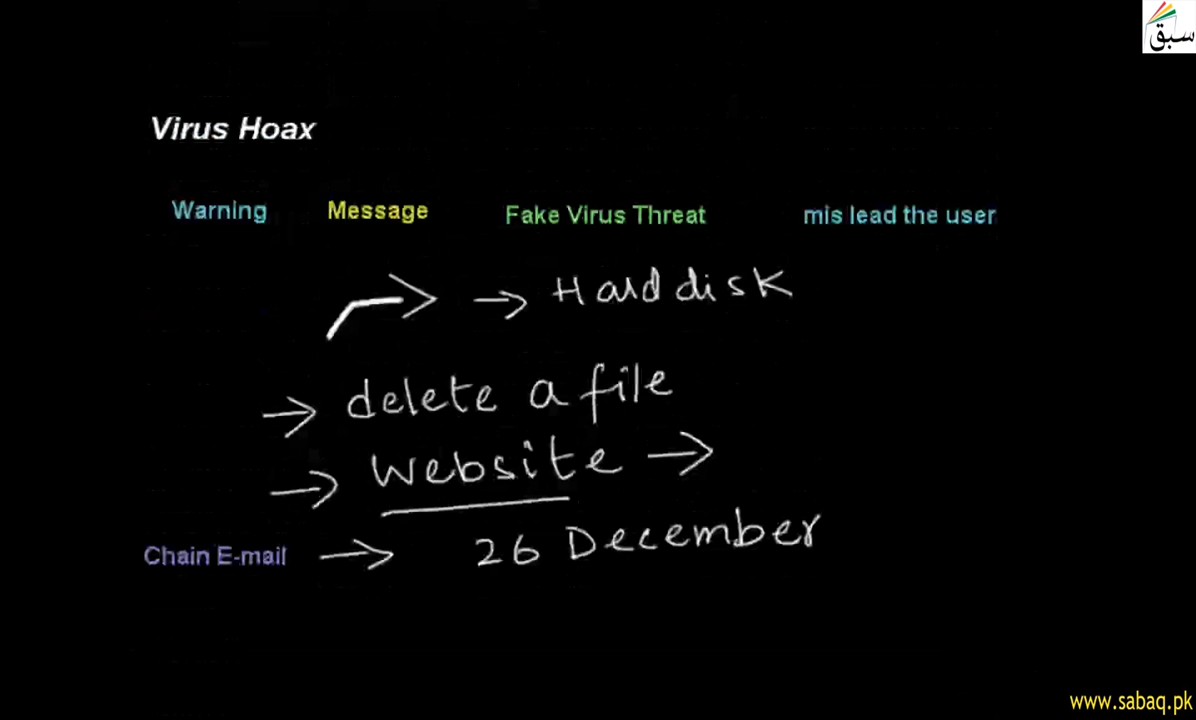 سبق
Virus Hoax
Warning Message Fake Virus Threat mis lead the user
→ → Hard disk
→ delete a file
→ website →
Chain E-mail → 26 December
www.sabaq.pk